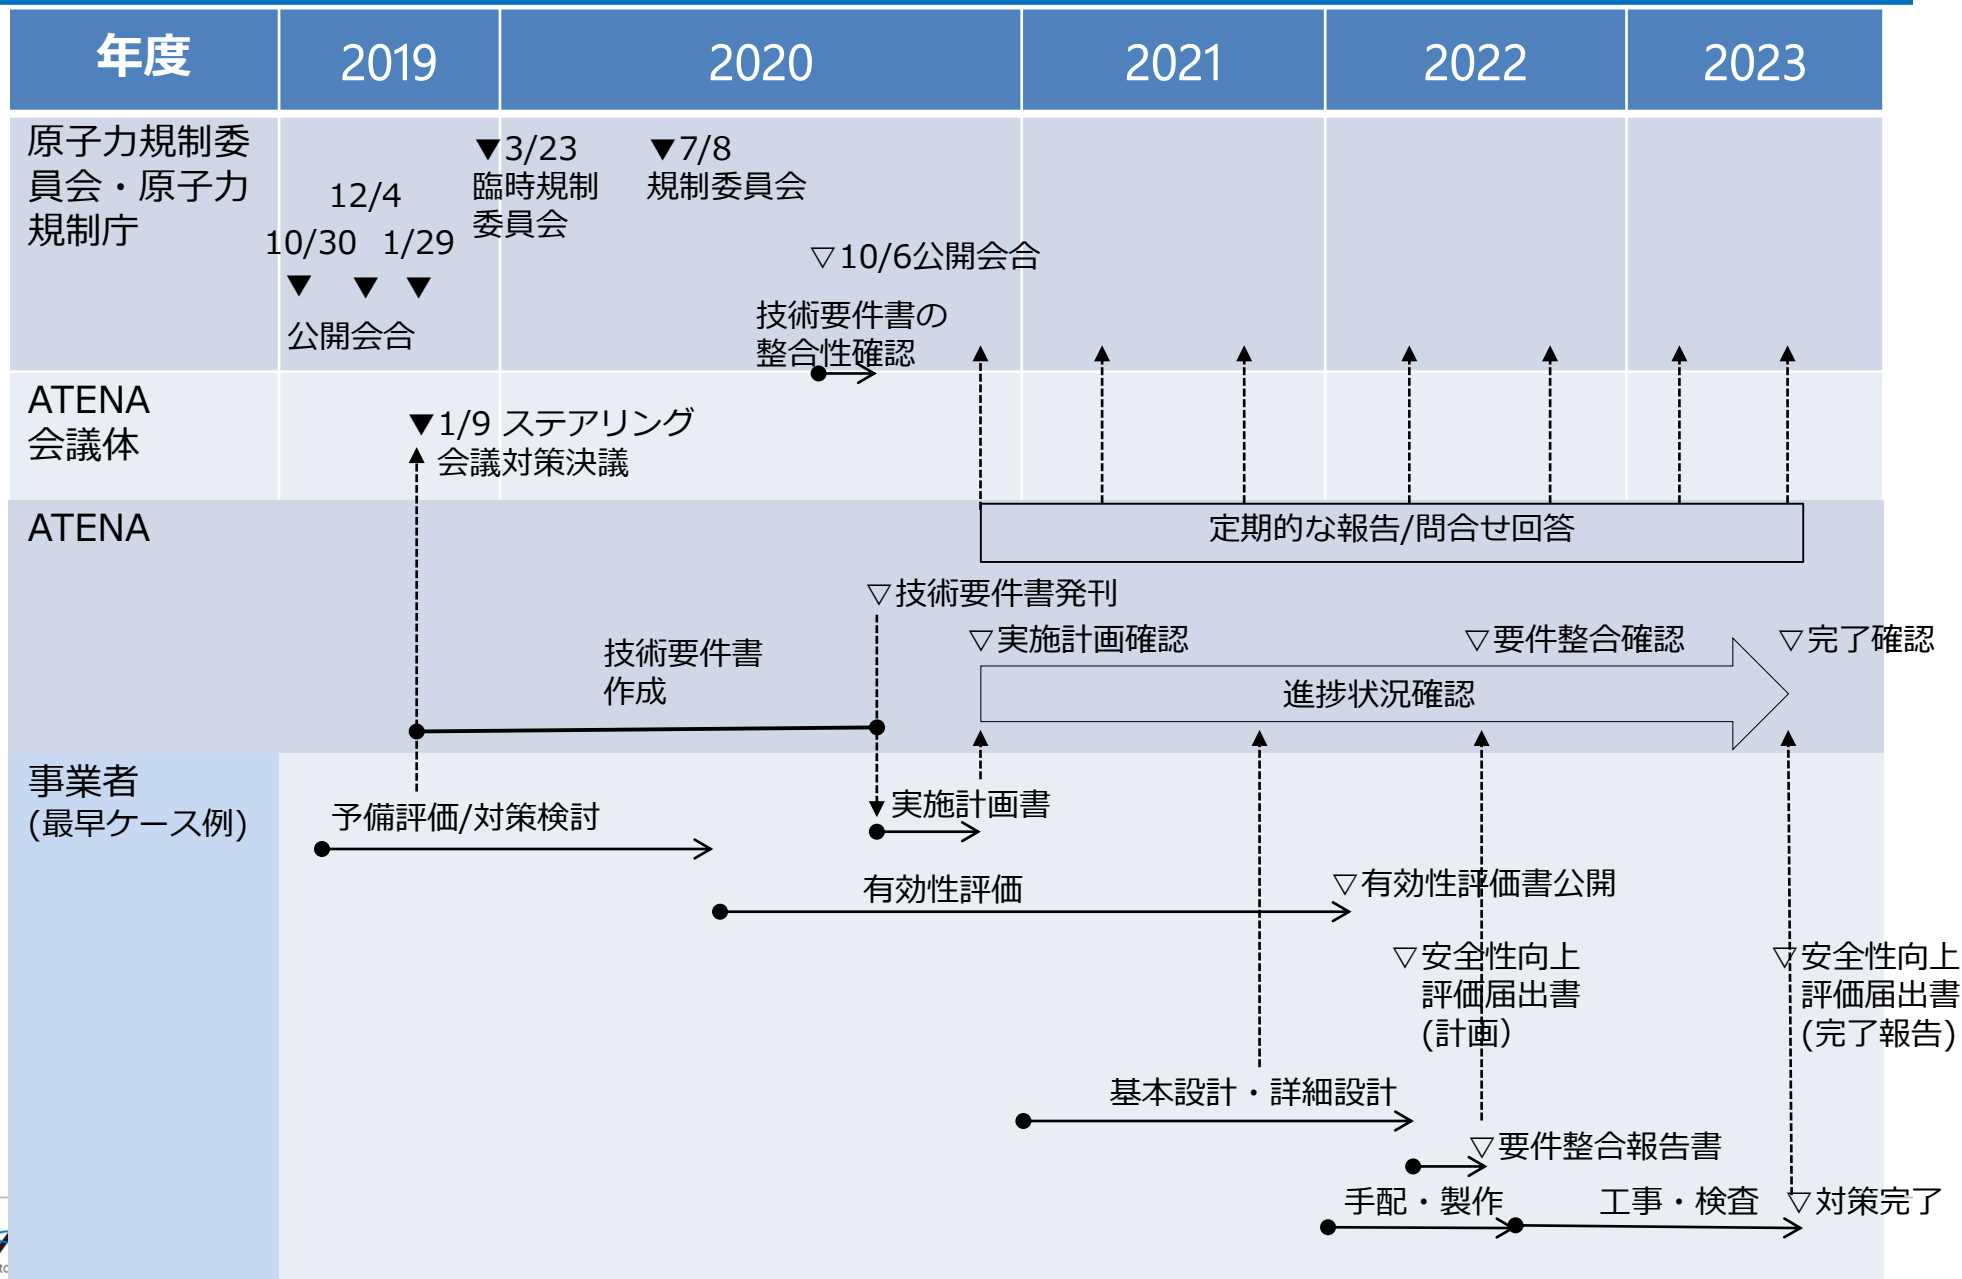 年度
2019
2020
2021
2022
2023
原子力規制委
員会・原子力
規制庁
12/4
10/30
1/29
▼ ▼ ▼
公開会合
▼3/23
臨時規制
委員会
▼7/8
規制委員会
▽10/6公開会合
技術要件書の
整合性確認
ATENA
会議体
▼1/9 ステアリング
会議対策決議
ATENA
定期的な報告/問合せ回答
▽技術要件書発刊
▽実施計画確認
▽要件整合確認
▽完了確認
技術要件書
作成
進捗状況確認
事業者
(最早ケース例)
予備評価/対策検討
実施計画書
有効性評価
▽有効性評価書公開
▽安全性向上
評価届出書
(計画）
▽安全性向上
評価届出書
(完了報告)
基本設計・詳細設計
▽要件整合報告書
手配・製作
工事・検査
▽対策完了